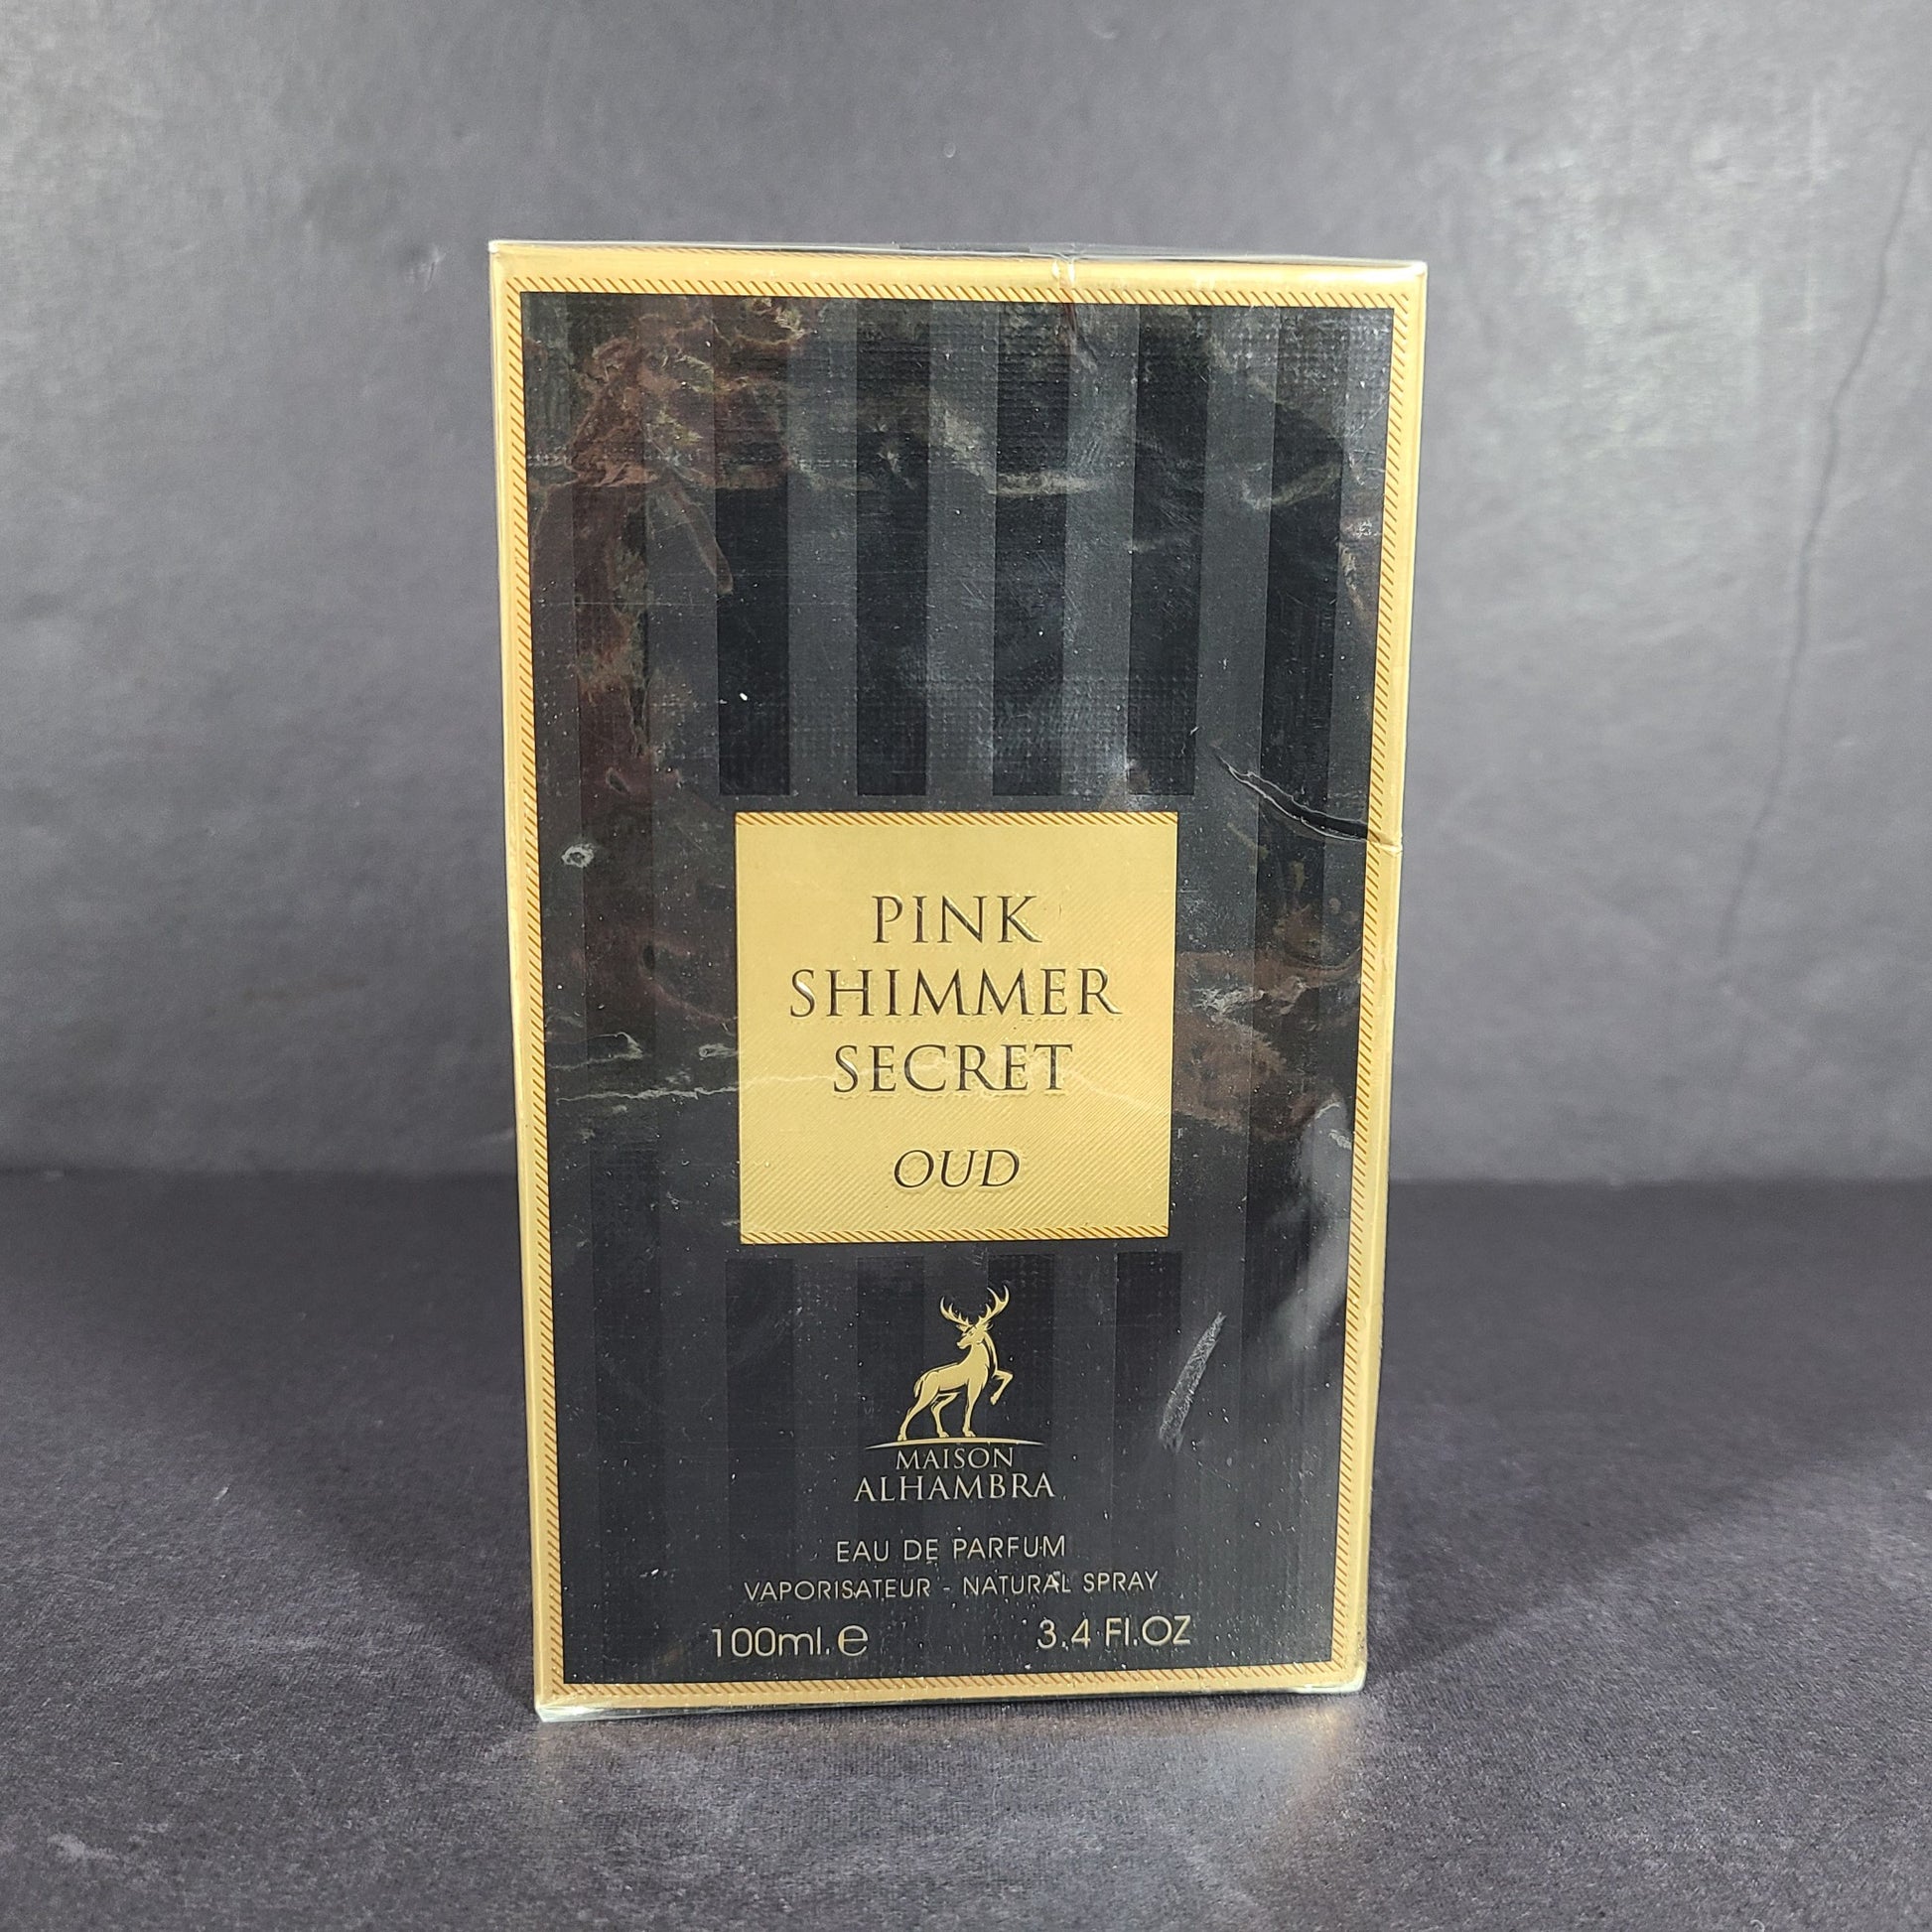 PINK
SHIMMER
SECRET
OUD
MAISON
ALHAMBRA
EAU DE PARFUM
VAPORISATEUR - NATURAL SPRAY
100ml.℮ 3.4 Fl.OZ